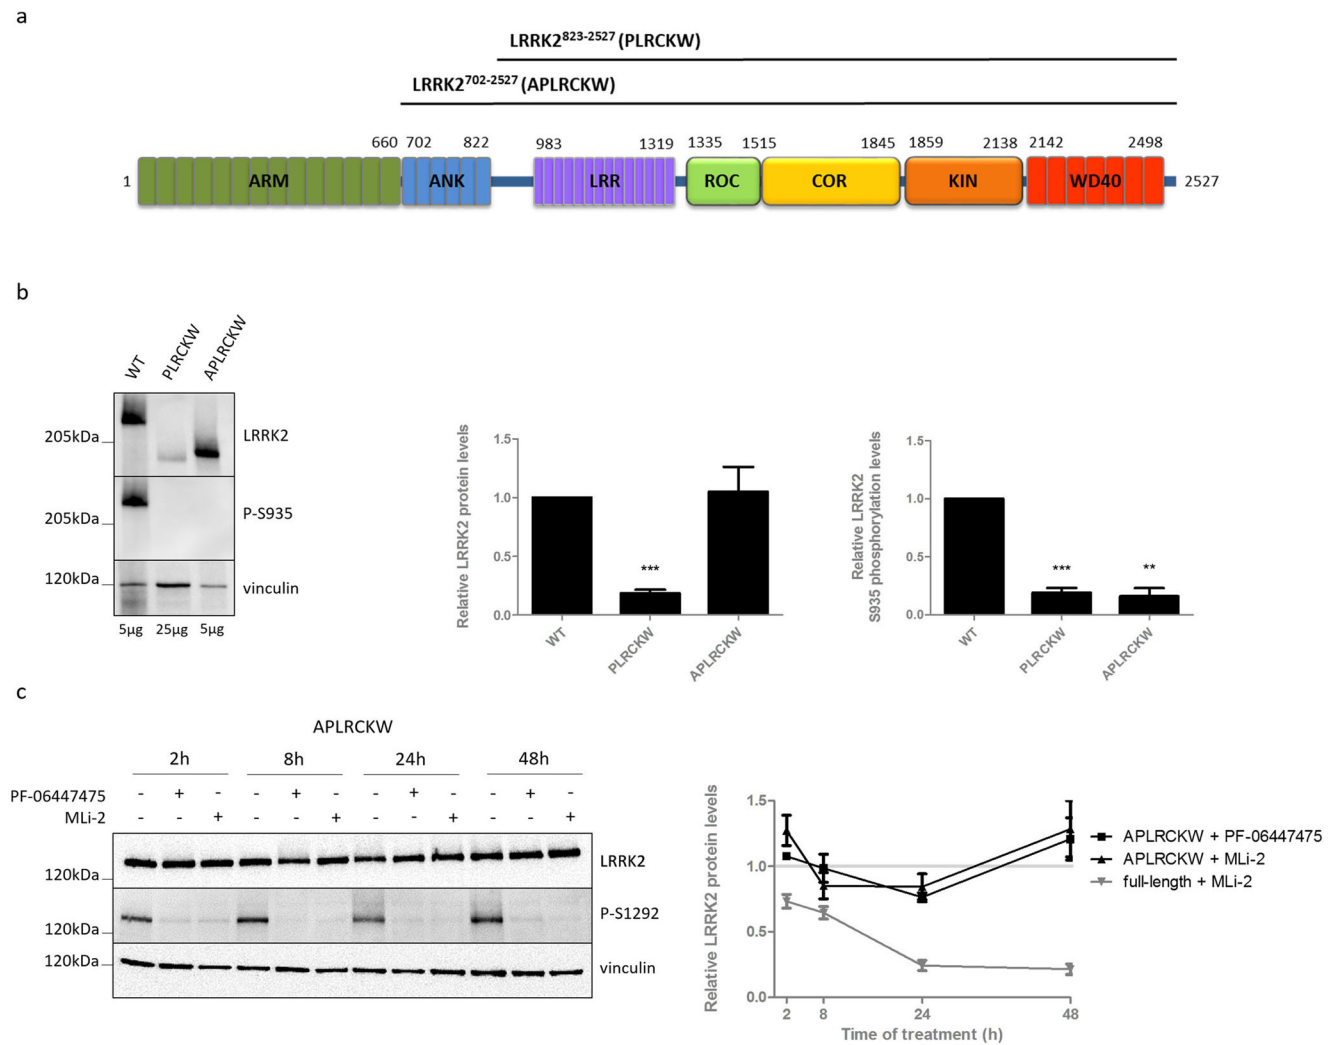 a
LRRK2823-2527 (PLRCKW)
LRRK2702-2527 (APLRCKW)
660 702 822 983 1319 1335 1515 1845 1859 2138 2142 2498
1 ARM ANK LRR ROC COR KIN WD40 2527
b
WT PLRCKW APLRCKW
205kDa LRRK2
205kDa P-S935
120kDa vinculin
5µg 25µg 5µg
Relative LRRK2 protein levels
1.5
1.0
0.5
0.0
***
WT PLRCKW APLRCKW
Relative LRRK2
S935 phosphorylation levels
1.5
1.0
0.5
0.0
*** **
WT PLRCKW APLRCKW
c
APLRCKW
2h 8h 24h 48h
PF-06447475 - + - - + - - + - - + -
MLi-2 - - + - - + - - + - - +
120kDa LRRK2
120kDa P-S1292
120kDa vinculin
Relative LRRK2 protein levels
1.5
1.0
0.5
0.0
2 8 24 48
Time of treatment (h)
APLRCKW + PF-06447475
APLRCKW + MLi-2
full-length + MLi-2